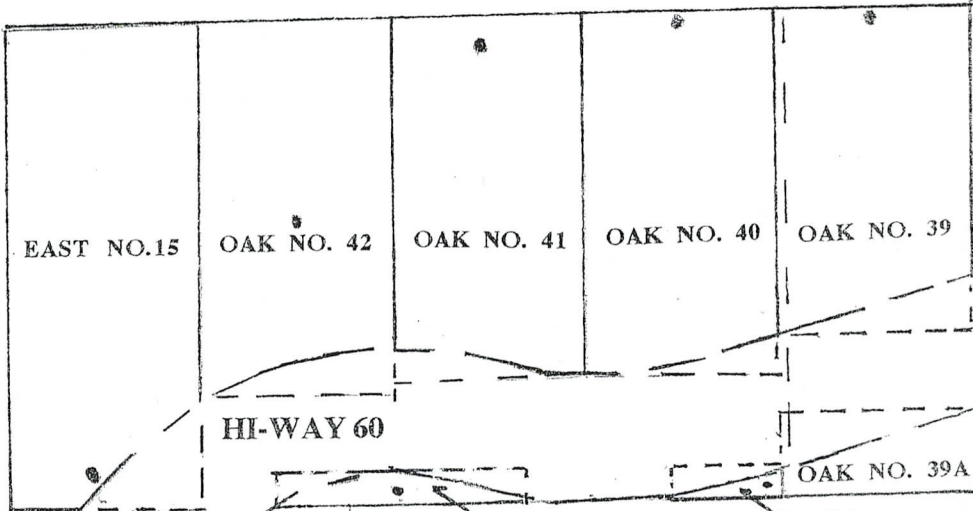 EAST NO.15
OAK NO. 42
OAK NO. 41
OAK NO. 40
OAK NO. 39
HI-WAY 60
OAK NO. 39A